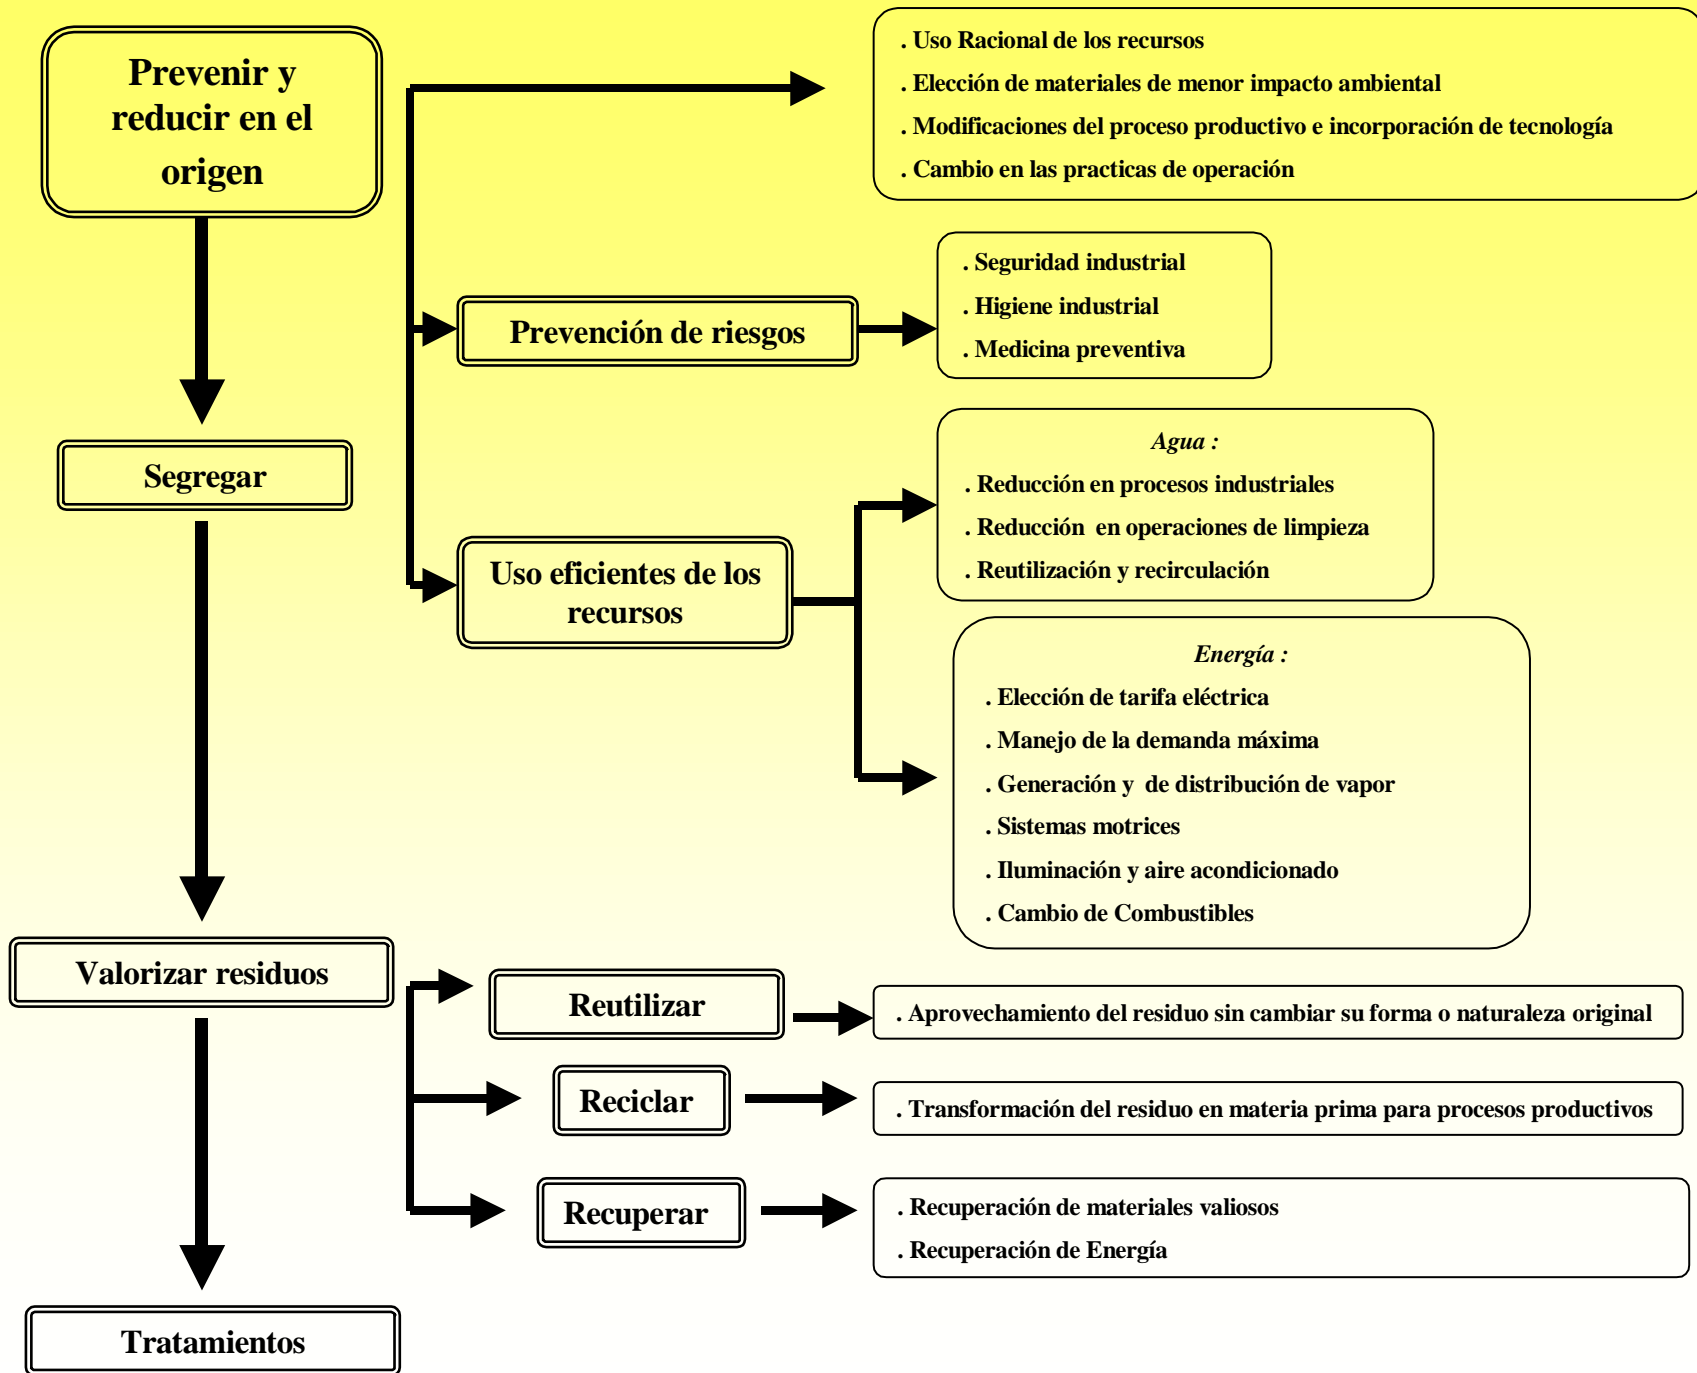 Prevenir y
reducir en el
origen
. Uso Racional de los recursos
. Elección de materiales de menor impacto ambiental
. Modificaciones del proceso productivo e incorporación de tecnología
. Cambio en las practicas de operación
Prevención de riesgos
. Seguridad industrial
. Higiene industrial
. Medicina preventiva
Segregar
Uso eficientes de los
recursos
Agua :
. Reducción en procesos industriales
. Reducción en operaciones de limpieza
. Reutilización y recirculación
Energía :
. Elección de tarifa eléctrica
. Manejo de la demanda máxima
. Generación y de distribución de vapor
. Sistemas motrices
. Iluminación y aire acondicionado
. Cambio de Combustibles
Valorizar residuos
Reutilizar
. Aprovechamiento del residuo sin cambiar su forma o naturaleza original
Reciclar
. Transformación del residuo en materia prima para procesos productivos
Recuperar
. Recuperación de materiales valiosos
. Recuperación de Energía
Tratamientos